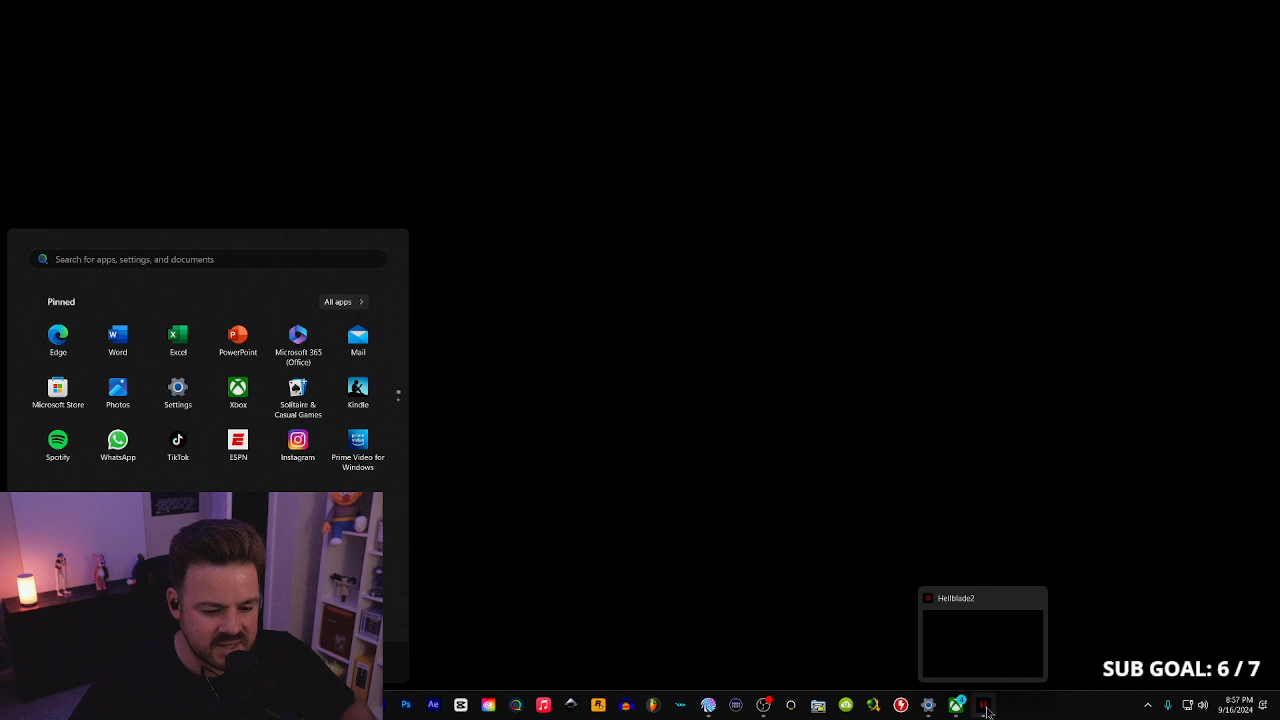 Search for apps, settings, and documents
Pinned
All apps >
Edge
Word
Excel
PowerPoint
Microsoft 365
(Office)
Mail
Microsoft Store
Photos
Settings
Xbox
Solitaire &
Casual Games
Kindle
Spotify
WhatsApp
TikTok
ESPN
Instagram
Prime Video for
Windows
Hellblade2
SUB GOAL: 6 / 7
8:57 PM
9/16/2024